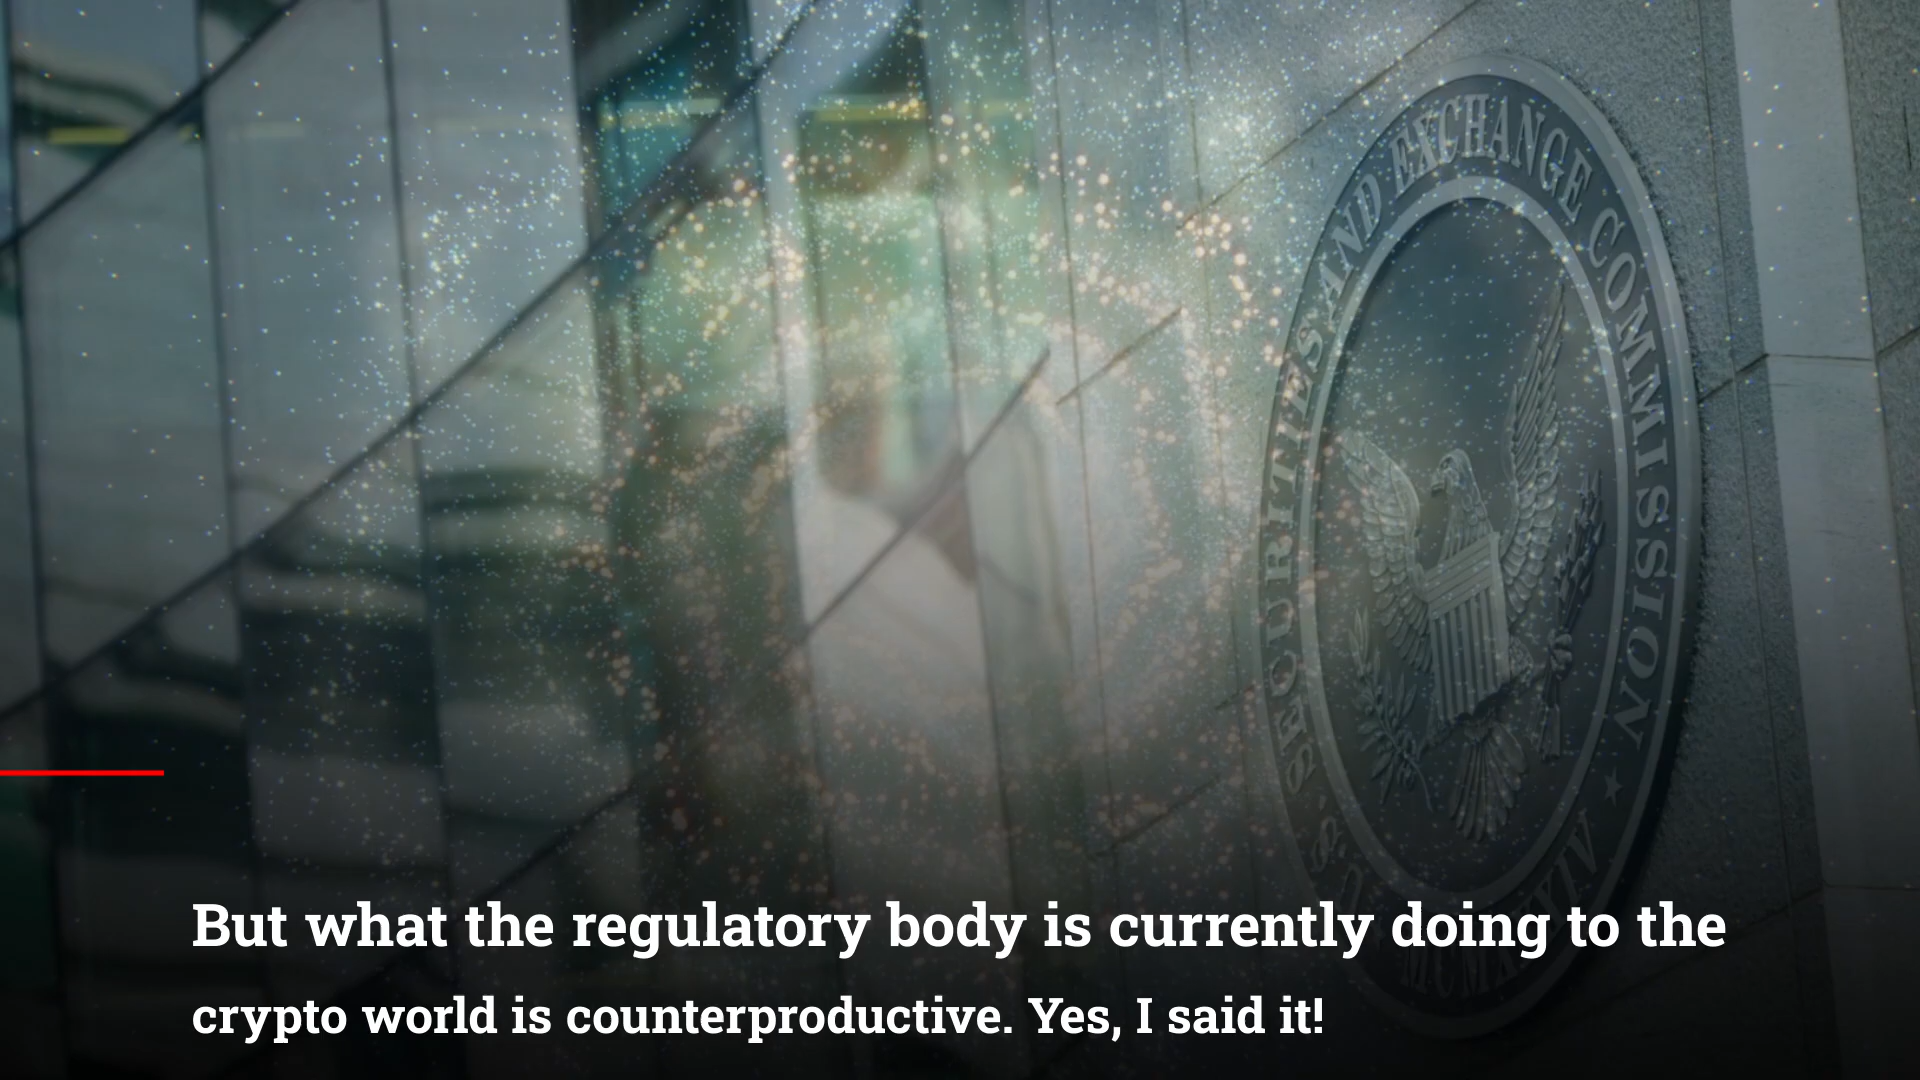 SECURITIES AND EXCHANGE COMMISSION
U.S.
MCMXXXIV
But what the regulatory body is currently doing to the
crypto world is counterproductive. Yes, I said it!